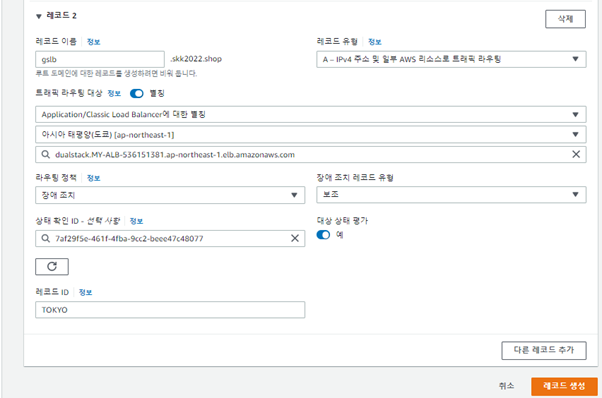 ▼ 레코드 2
삭제
레코드 이름 정보
레코드 유형 정보
gslb .skk2022.shop
A – IPv4 주소 및 일부 AWS 리소스로 트래픽 라우팅
루트 도메인에 대한 레코드를 생성하려면 비워 둡니다.
트래픽 라우팅 대상 정보 별칭
Application/Classic Load Balancer에 대한 별칭
아시아 태평양(도쿄) [ap-northeast-1]
dualstack.MY-ALB-536151381.ap-northeast-1.elb.amazonaws.com
라우팅 정책 정보
장애 조치 레코드 유형
장애 조치
보조
상태 확인 ID - 선택 사항 정보
대상 상태 평가
7af29f5e-461f-4fba-9cc2-beee47c48077
예
레코드 ID 정보
TOKYO
다른 레코드 추가
취소
레코드 생성